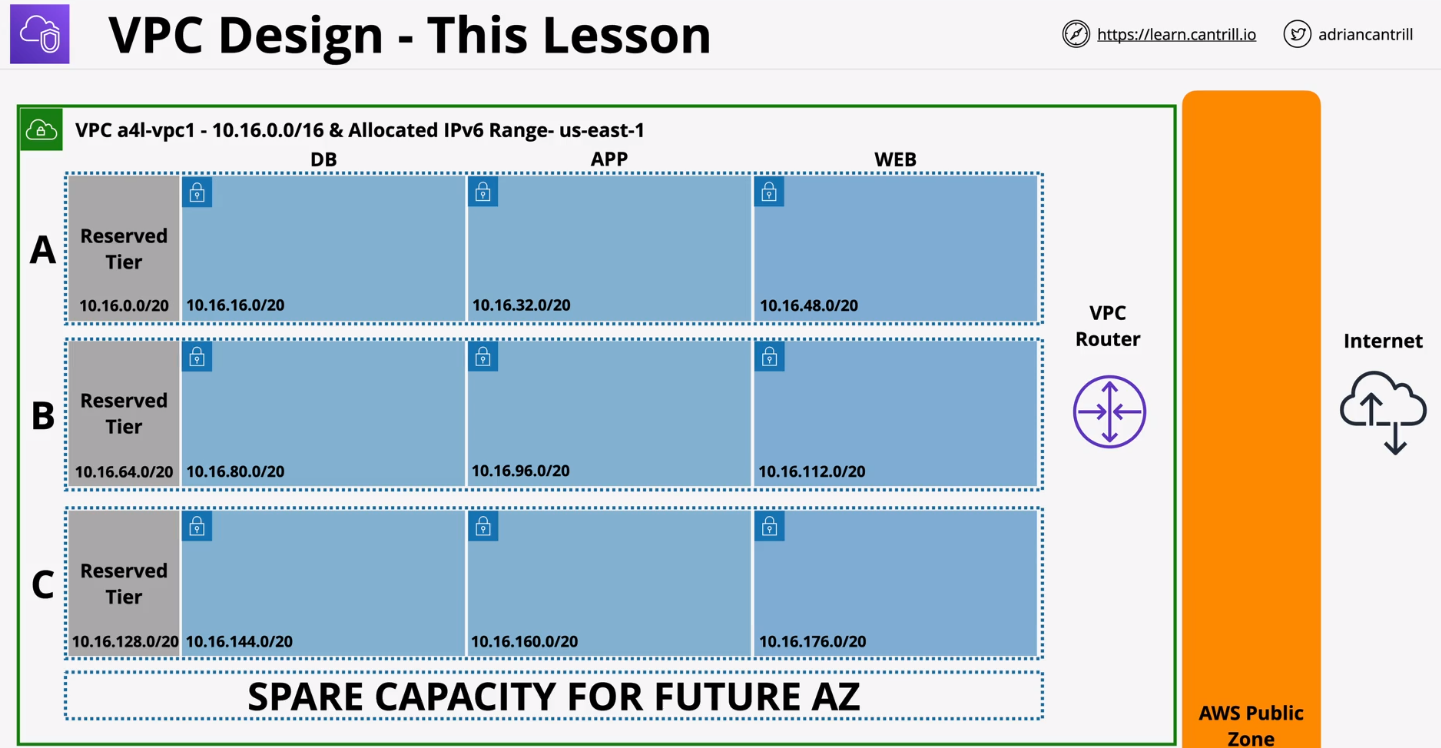 VPC Design - This Lesson
https://learn.cantrill.io
adriancantrill
VPC a4l-vpc1 - 10.16.0.0/16 & Allocated IPv6 Range- us-east-1
DB
APP
WEB
A
Reserved
Tier
10.16.0.0/20
10.16.16.0/20
10.16.32.0/20
10.16.48.0/20
B
Reserved
Tier
10.16.64.0/20
10.16.80.0/20
10.16.96.0/20
10.16.112.0/20
C
Reserved
Tier
10.16.128.0/20
10.16.144.0/20
10.16.160.0/20
10.16.176.0/20
SPARE CAPACITY FOR FUTURE AZ
VPC
Router
AWS Public
Zone
Internet